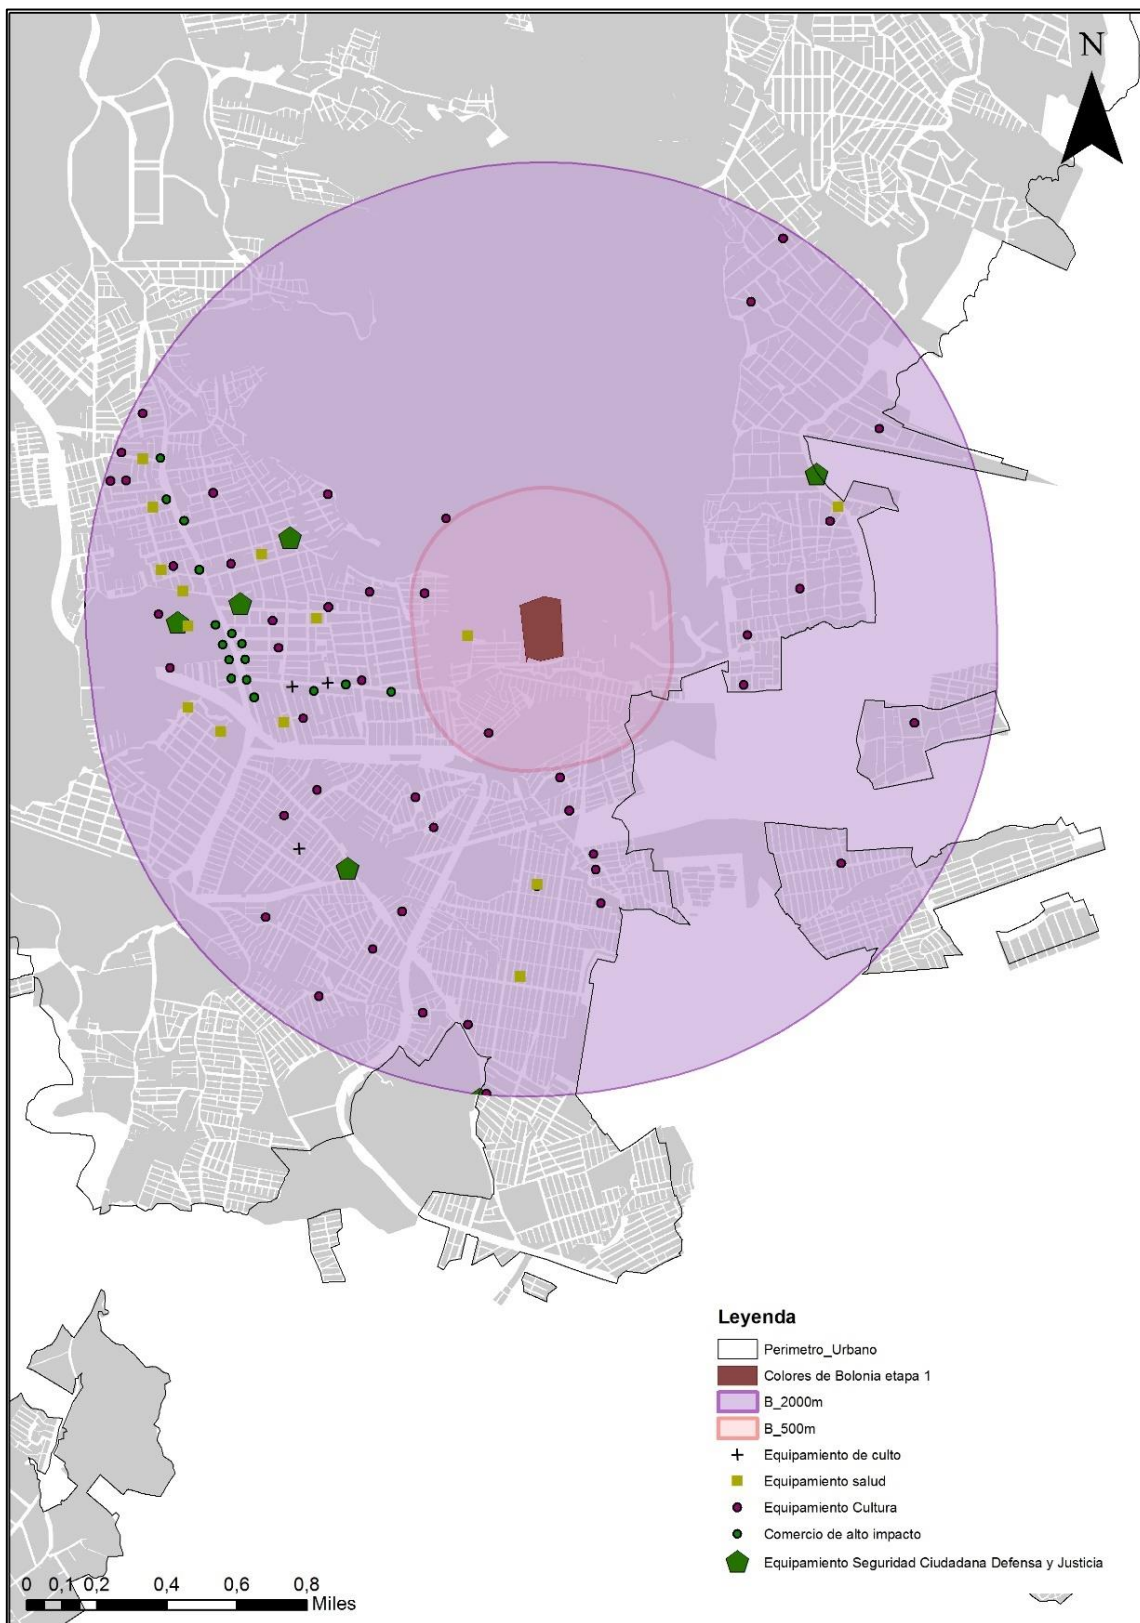 N
Leyenda
Perimetro_Urbano
Colores de Bolonia etapa 1
B_2000m
B_500m
Equipamiento de culto
Equipamiento salud
Equipamiento Cultura
Comercio de alto impacto
Equipamiento Seguridad Ciudadana Defensa y Justicia
0 0,1 0,2 0,4 0,6 0,8
Miles